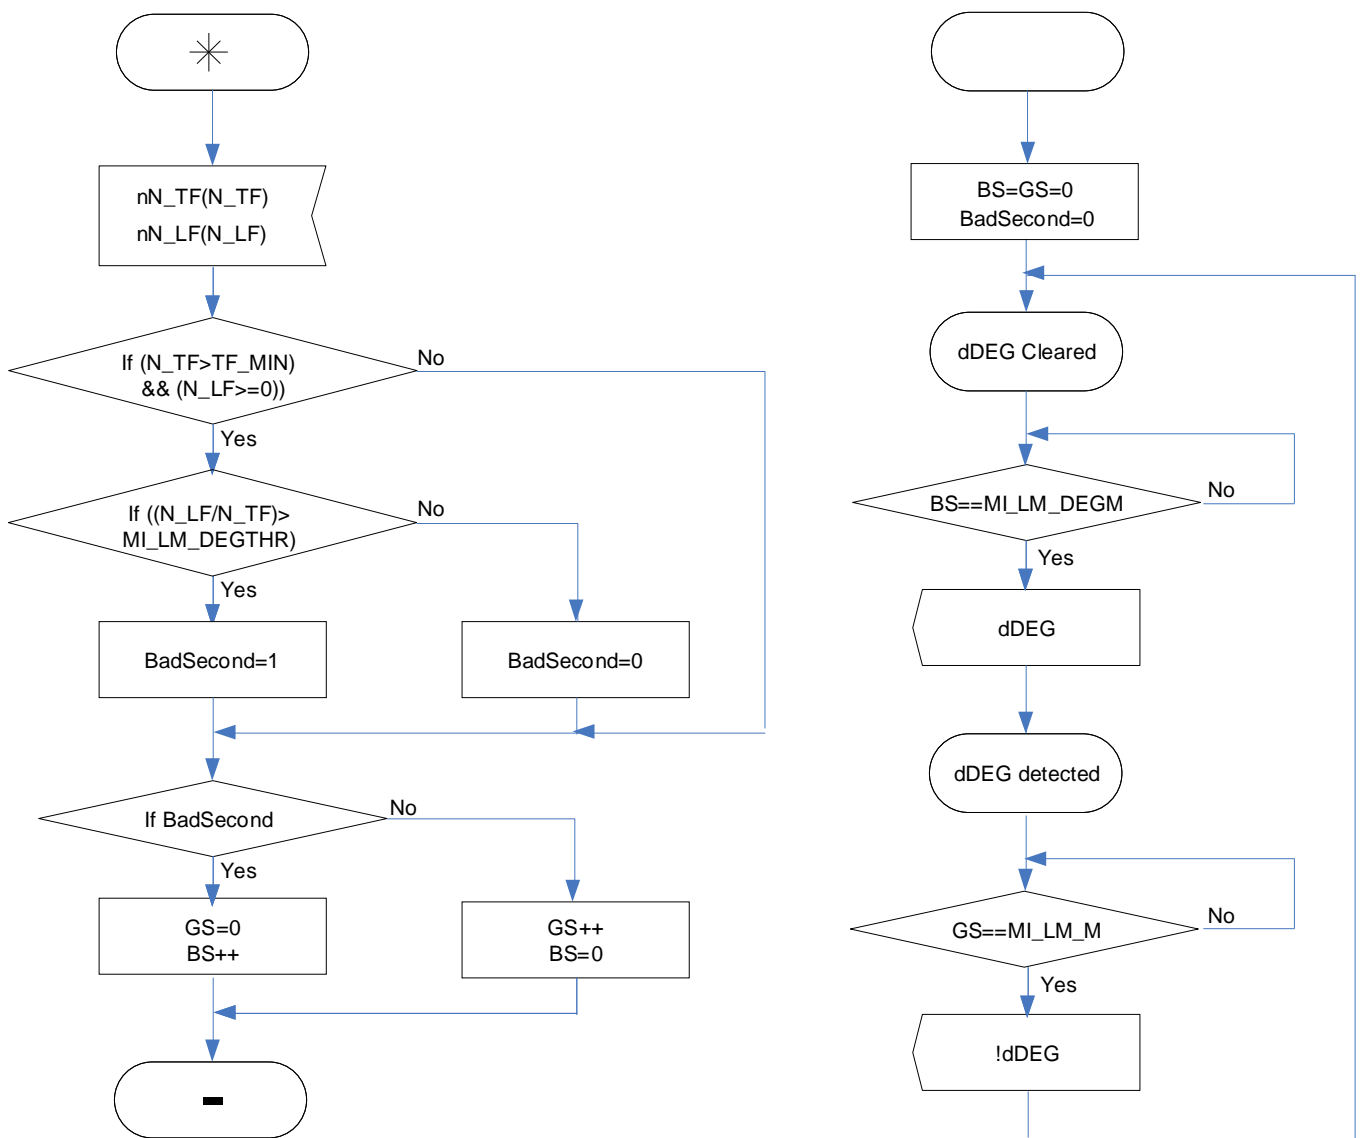 nN_TF(N_TF)
nN_LF(N_LF)
If (N_TF>TF_MIN)
&& (N_LF>=0))
No
Yes
If ((N_LF/N_TF)>
MI_LM_DEGTHR)
No
Yes
BadSecond=1
BadSecond=0
If BadSecond
No
Yes
GS=0
BS++
GS++
BS=0
BS=GS=0
BadSecond=0
dDEG Cleared
BS==MI_LM_DEGM
No
Yes
dDEG
dDEG detected
GS==MI_LM_M
No
Yes
!dDEG